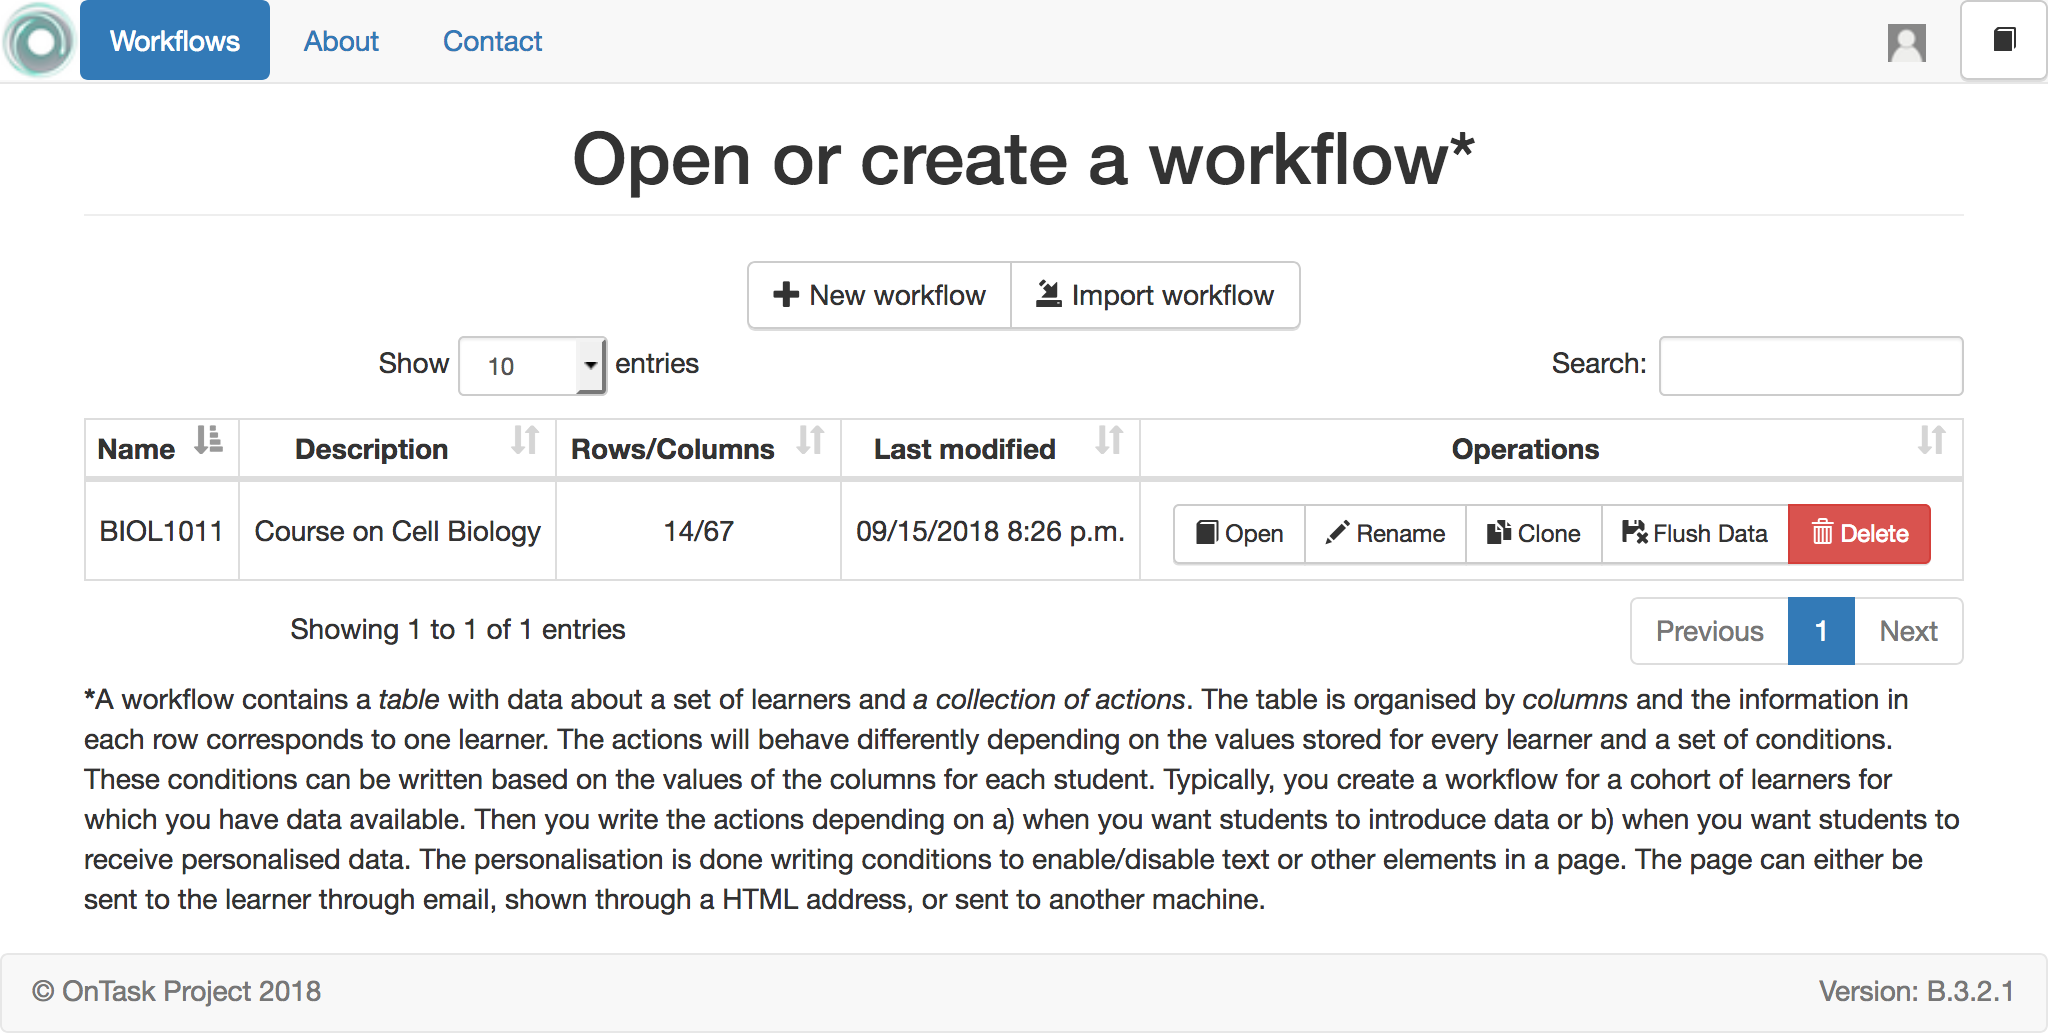 Workflows About Contact
Open or create a workflow*
New workflow Import workflow
Show 10 entries Search:
Name Description Rows/Columns Last modified Operations
BIOL1011 Course on Cell Biology 14/67 09/15/2018 8:26 p.m. Open Rename Clone Flush Data Delete
Showing 1 to 1 of 1 entries Previous 1 Next
*A workflow contains a table with data about a set of learners and a collection of actions. The table is organised by columns and the information in
each row corresponds to one learner. The actions will behave differently depending on the values stored for every learner and a set of conditions.
These conditions can be written based on the values of the columns for each student. Typically, you create a workflow for a cohort of learners for
which you have data available. Then you write the actions depending on a) when you want students to introduce data or b) when you want students to
receive personalised data. The personalisation is done writing conditions to enable/disable text or other elements in a page. The page can either be
sent to the learner through email, shown through a HTML address, or sent to another machine.
© OnTask Project 2018 Version: B.3.2.1